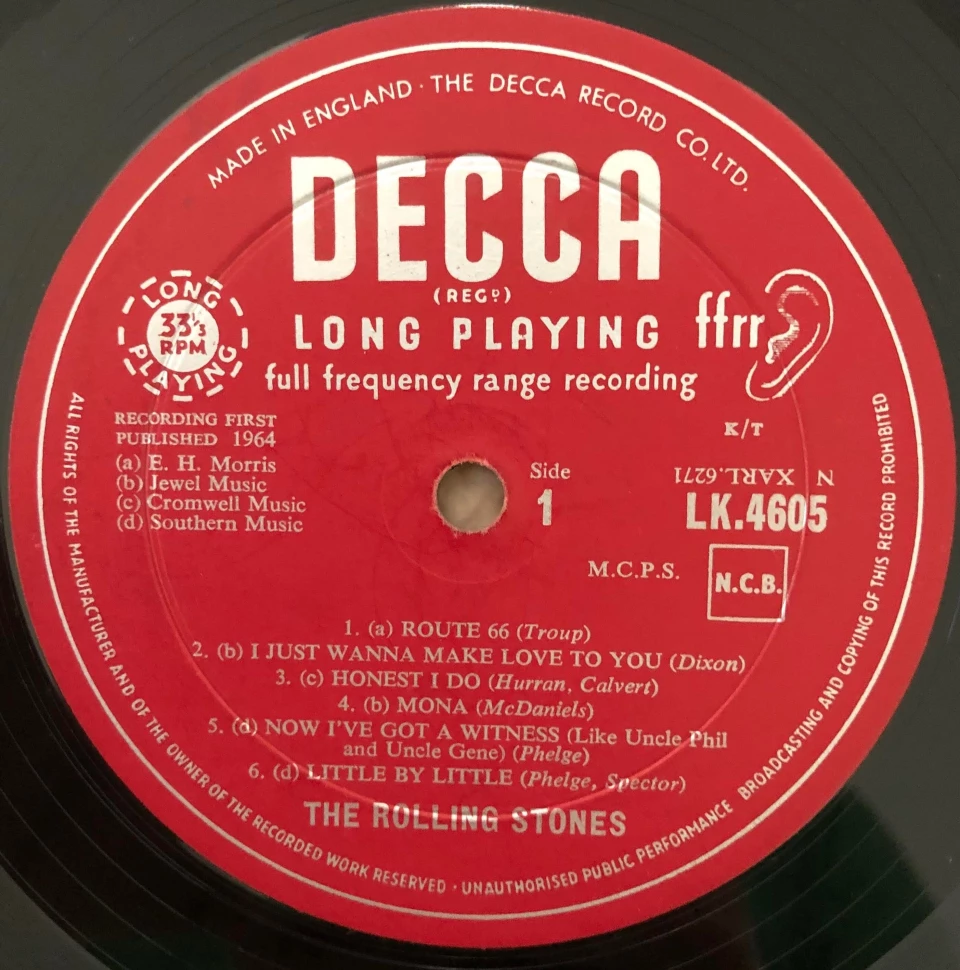 MADE IN ENGLAND · THE DECCA RECORD CO. LTD.
DECCA
(REGD)
LONG PLAYING
33⅓
RPM
LONG PLAYING
ffrr
full frequency range recording
RECORDING FIRST
PUBLISHED 1964
(a) E. H. Morris
(b) Jewel Music
(c) Cromwell Music
(d) Southern Music
Side
1
K/T
N XARL.6271
LK.4605
M.C.P.S.
N.C.B.
1. (a) ROUTE 66 (Troup)
2. (b) I JUST WANNA MAKE LOVE TO YOU (Dixon)
3. (c) HONEST I DO (Hurran, Calvert)
4. (b) MONA (McDaniels)
5. (d) NOW I'VE GOT A WITNESS (Like Uncle Phil
and Uncle Gene) (Phelge)
6. (d) LITTLE BY LITTLE (Phelge, Spector)
THE ROLLING STONES
ALL RIGHTS OF THE MANUFACTURER AND OF THE OWNER OF THE RECORDED WORK RESERVED · UNAUTHORISED PUBLIC PERFORMANCE BROADCASTING AND COPYING OF THIS RECORD PROHIBITED